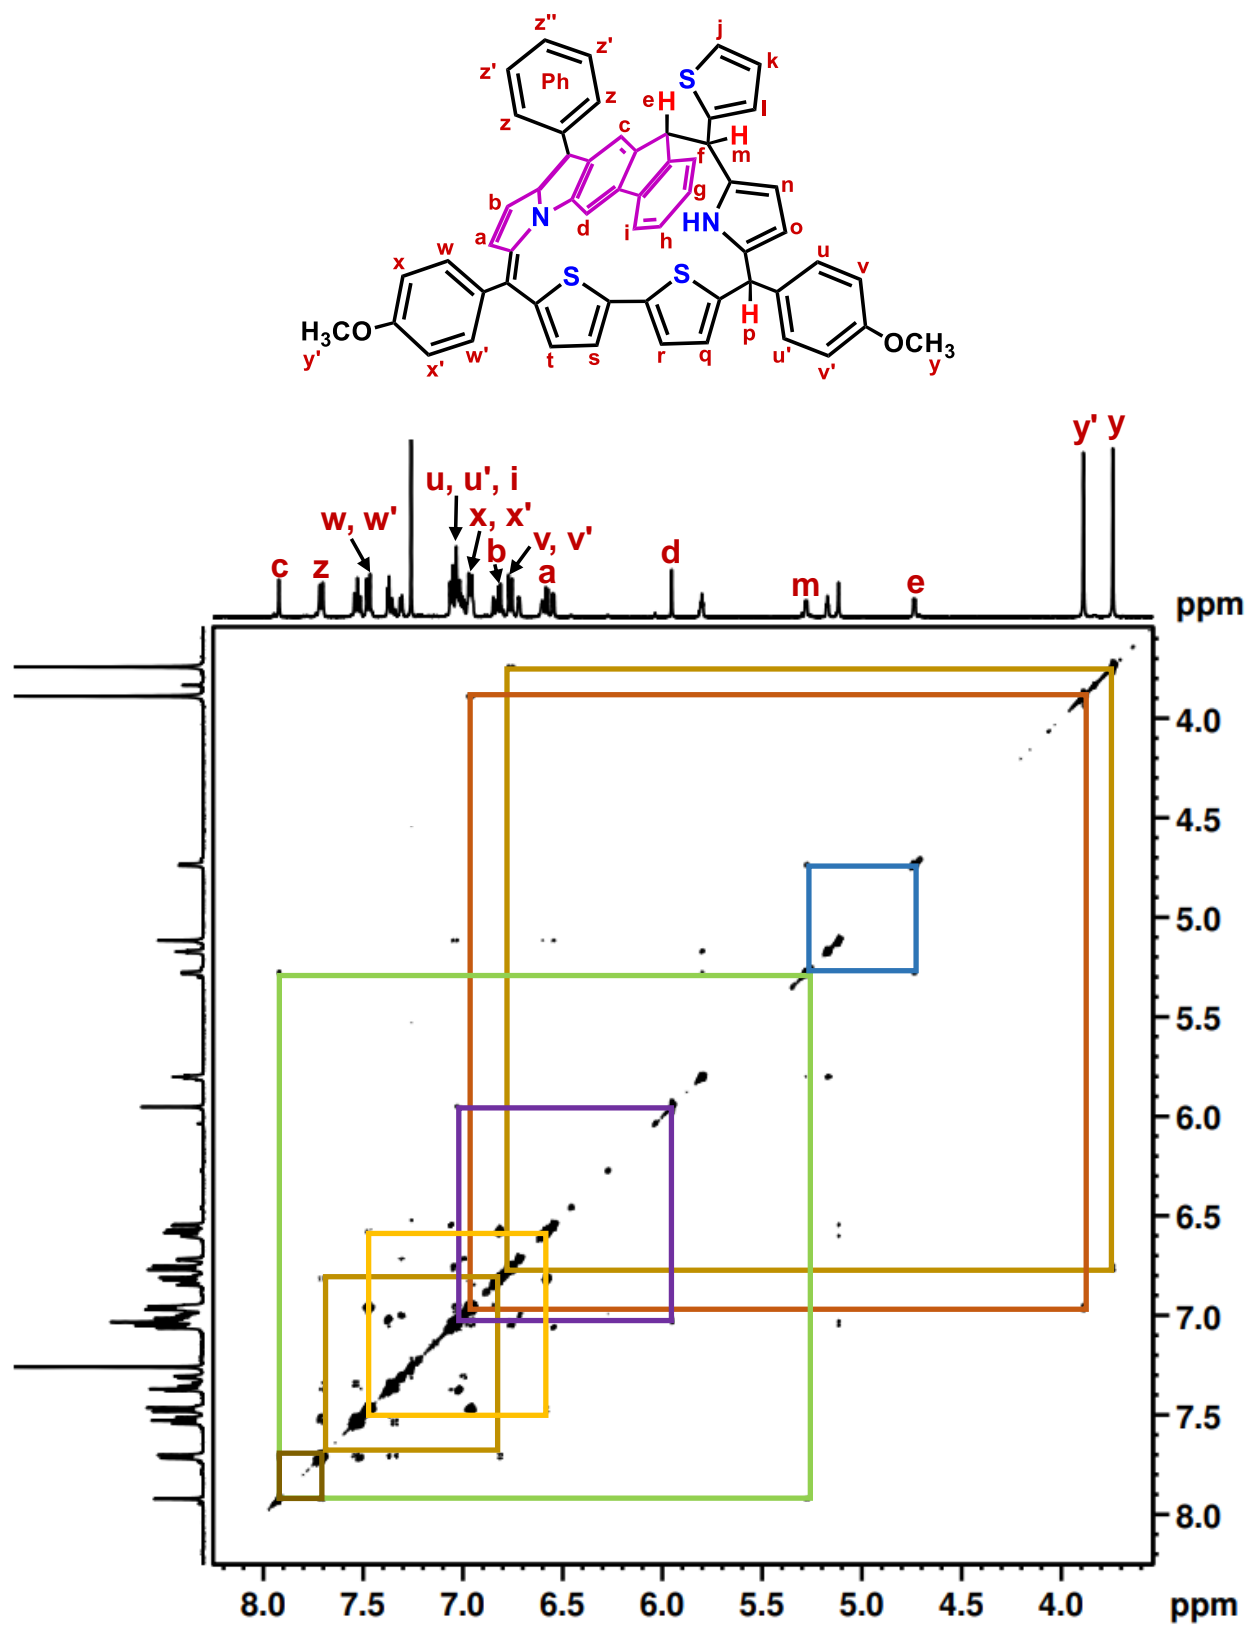 z''
j
z'
z'
Ph
S
k
z
e H
z
l
c
H
m
f
b
n
g
N
HN
d
o
a
i
h
w
u
x
v
S
S
H3CO
y'
H
p
OCH3
y
x'
w'
t
s
r
q
u'
v'
y' y
u, u', i
w, w'
x, x'
v, v'
b
c
z
a
d
m
e
ppm
4.0
4.5
5.0
5.5
6.0
6.5
7.0
7.5
8.0
8.0 7.5 7.0 6.5 6.0 5.5 5.0 4.5 4.0 ppm